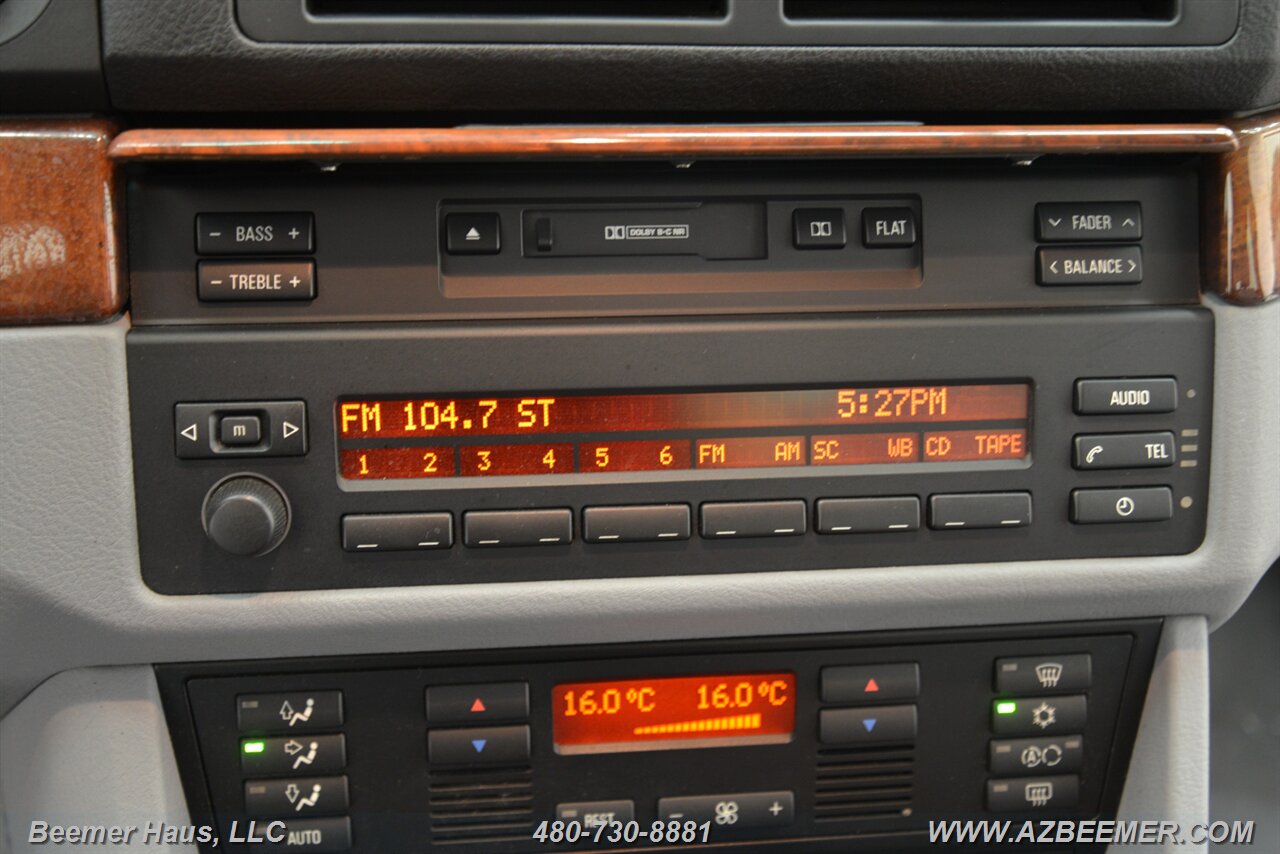 - BASS +
DOLBY B-C NR
FLAT
FADER
- TREBLE +
< BALANCE >
FM 104.7 ST 5:27PM
1 2 3 4 5 6 FM AM SC WB CD TAPE
m
AUDIO
TEL
16.0°C 16.0°C
A
AUTO
REST
- +
Beemer Haus, LLC
480-730-8881
WWW.AZBEEMER.COM